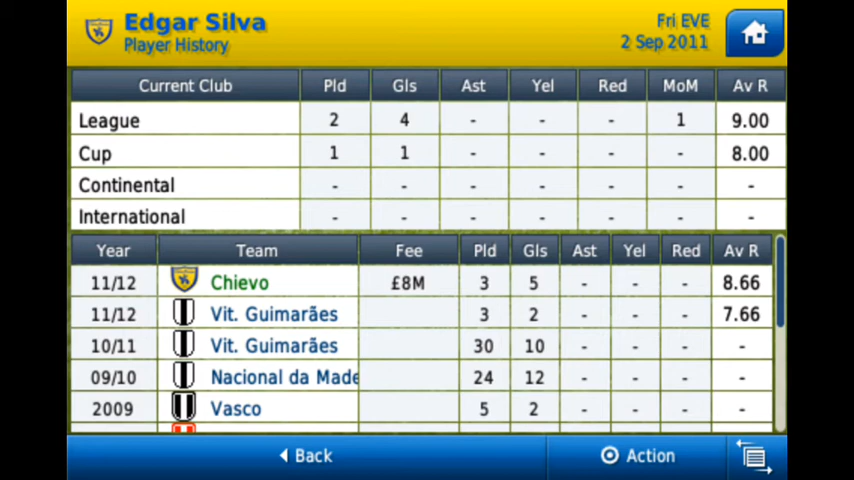 Edgar Silva
Player History
Fri EVE
2 Sep 2011
Current Club Pld Gls Ast Yel Red MoM Av R
League 2 4 - - - 1 9.00
Cup 1 1 - - - - 8.00
Continental - - - - - - -
International - - - - - - -
Year Team Fee Pld Gls Ast Yel Red Av R
11/12 Chievo £8M 3 5 - - - 8.66
11/12 Vit. Guimarães 3 2 - - - 7.66
10/11 Vit. Guimarães 30 10 - - - -
09/10 Nacional da Made 24 12 - - - -
2009 Vasco 5 2 - - - -
Back Action